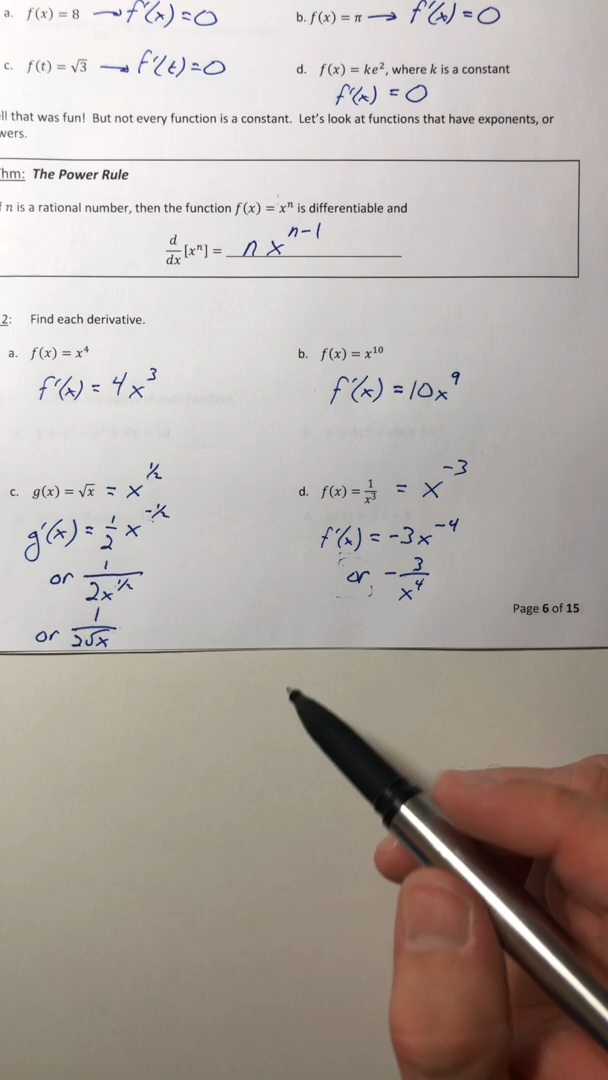 a. f(x) = 8 → f'(x) = 0
b. f(x) = π → f'(x) = 0
c. f(t) = √3 → f'(t) = 0
d. f(x) = ke², where k is a constant
f'(x) = 0
ll that was fun! But not every function is a constant. Let's look at functions that have exponents, or
wers.
hm: The Power Rule
f n is a rational number, then the function f(x) = xⁿ is differentiable and
d/dx [xⁿ] = n x^(n-1)
2: Find each derivative.
a. f(x) = x⁴
f'(x) = 4x³
b. f(x) = x¹⁰
f'(x) = 10x⁹
c. g(x) = √x = x^(1/2)
g'(x) = 1/2 x^(-1/2)
or 1/(2x^(1/2))
or 1/(2√x)
d. f(x) = 1/x³ = x^(-3)
f'(x) = -3x^(-4)
or, -3/x⁴
Page 6 of 15